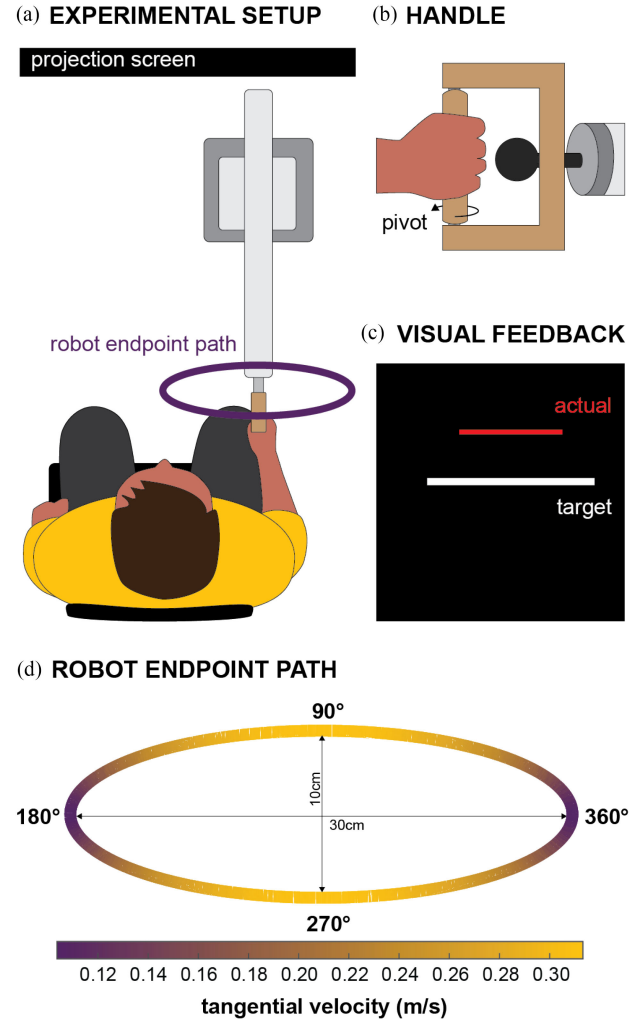 (a) EXPERIMENTAL SETUP
projection screen
robot endpoint path
(b) HANDLE
pivot
(c) VISUAL FEEDBACK
actual
target
(d) ROBOT ENDPOINT PATH
90°
180°
10cm
30cm
360°
270°
0.12 0.14 0.16 0.18 0.20 0.22 0.24 0.26 0.28 0.30
tangential velocity (m/s)